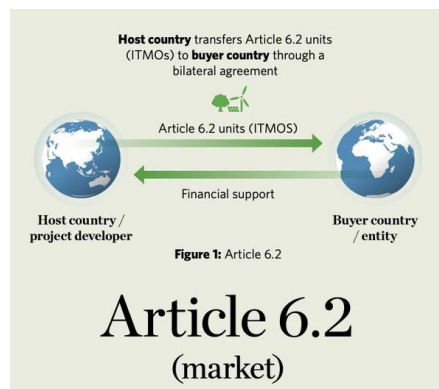 Host country transfers Article 6.2 units
(ITMOs) to buyer country through a
bilateral agreement
Article 6.2 units (ITMOS)
Financial support
Host country /
project developer
Buyer country
/ entity
Figure 1: Article 6.2
Article 6.2
(market)